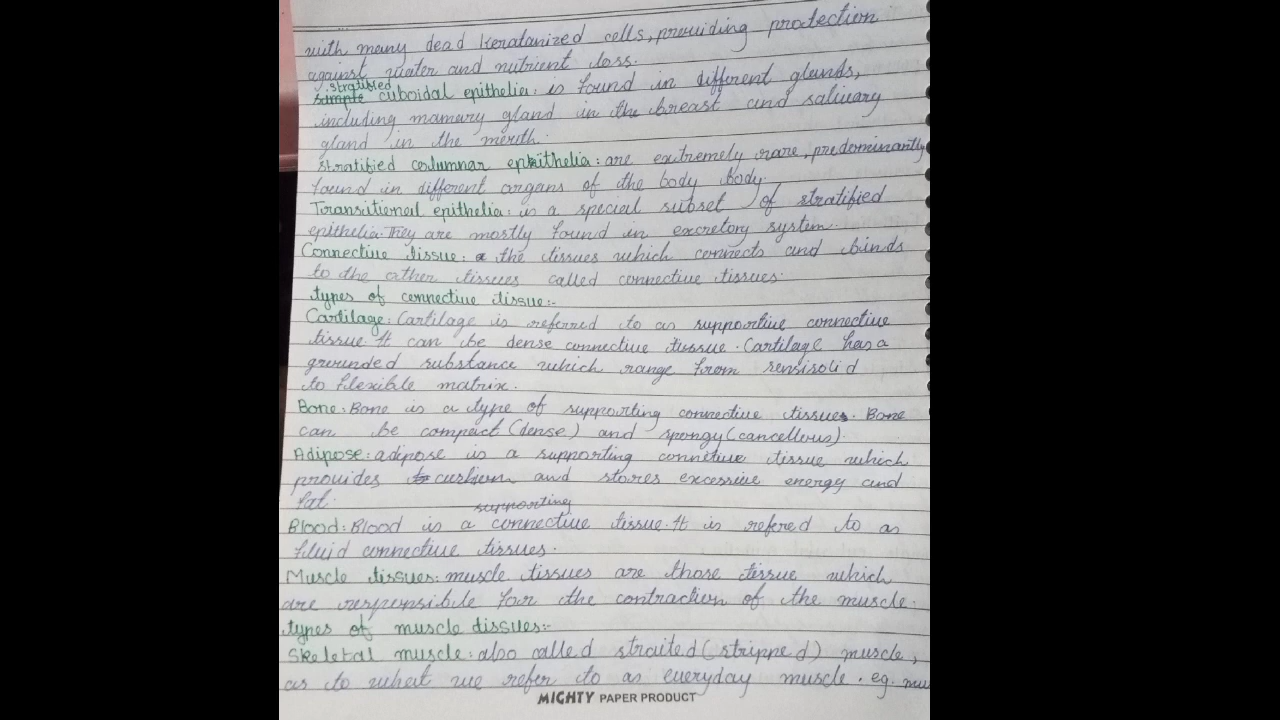 with many dead keratanized cells, providing protection
against water and nutrient loss.
stratified
simple cuboidal epithelia: is found in different glands,
including mamary gland in the breast and salivary
gland in the mouth.
stratified columnar epithelia: are extremely rare, predominantly
found in different organs of the body body.
Transitional epithelia: is a special subset of stratified
epithelia. They are mostly found in excretory system.
Connective tissue: the tissues which connects and binds
to the other tissues called connective tissues.
types of connective tissue:-
Cartilage: Cartilage is referred to as supportive connective
tissue. It can be dense connective tissue. Cartilage has a
grounded substance which range from semisolid
to flexible matrix.
Bone: Bone is a type of supporting connective tissues. Bone
can be compact (dense) and spongy (cancellous).
Adipose: adipose is a supporting connetive tissue which
provides to cushion and stores excessive energy and
fat.
supporting
Blood: Blood is a connective tissue. It is refered to as
fluid connective tissues.
Muscle tissues: muscle tissues are those tissue which
are responsible for the contraction of the muscle.
types of muscle tissues:-
Skeletal muscle: also called straited (stripped) muscle,
as to what we refer to as everyday muscle. eg. mu
MIGHTY PAPER PRODUCT